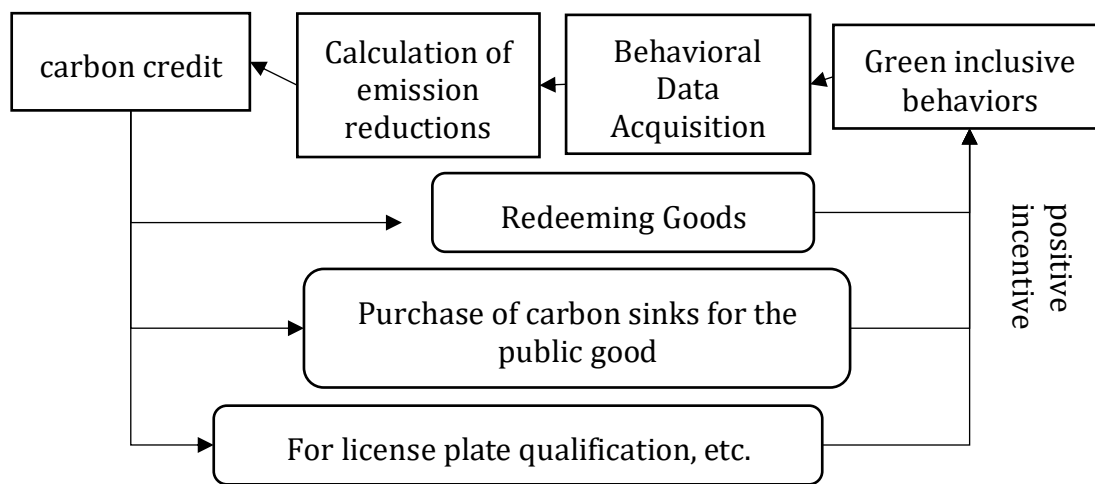 carbon credit
Calculation of
emission
reductions
Behavioral
Data
Acquisition
Green inclusive
behaviors
Redeeming Goods
positive
incentive
Purchase of carbon sinks for the
public good
For license plate qualification, etc.